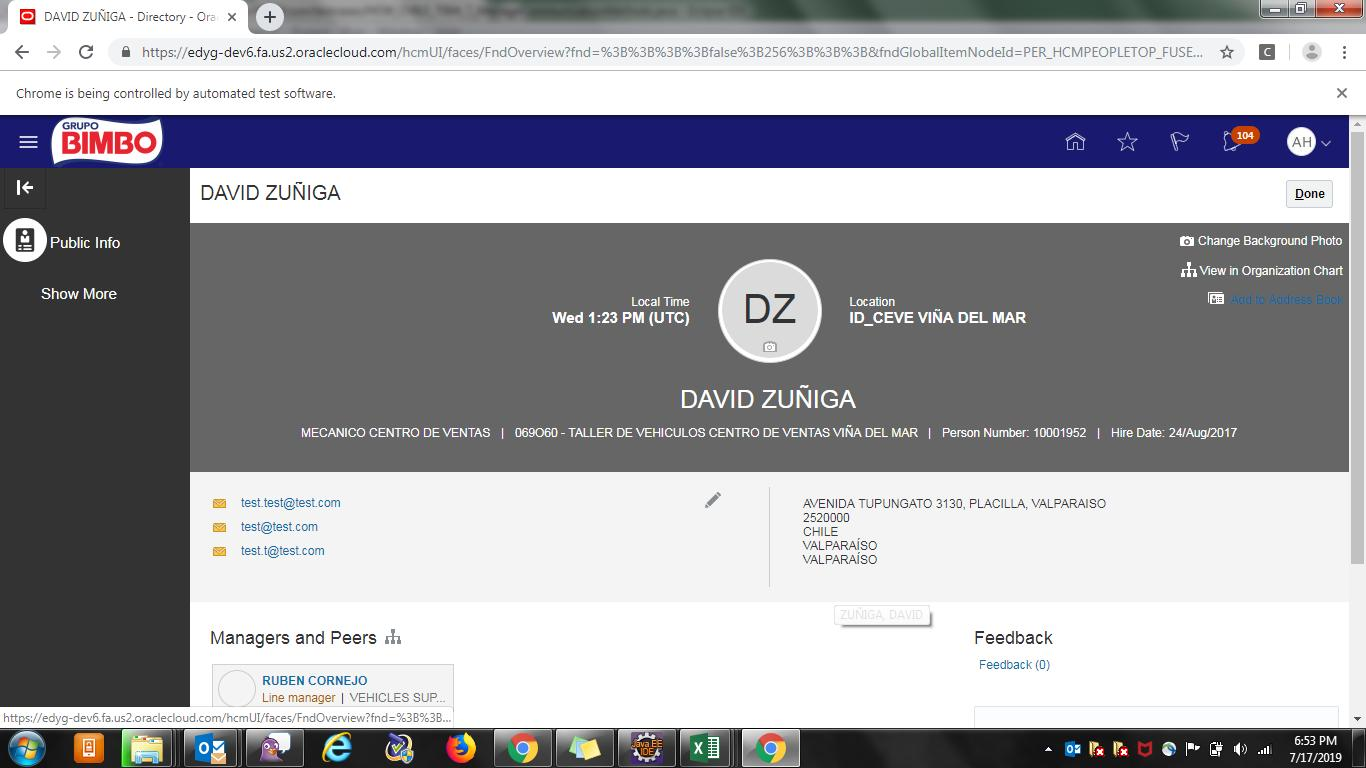 DAVID ZUÑIGA - Directory - Ora
https://edyg-dev6.fa.us2.oraclecloud.com/hcmUI/faces/FndOverview?fnd=%3B%3B%3B%3Bfalse%3B256%3B%3B%3B&fndGlobalItemNodeId=PER_HCMPEOPLETOP_FUSE...
C
Chrome is being controlled by automated test software.
GRUPO
BIMBO
104
AH
DAVID ZUÑIGA
Done
Public Info
Show More
Change Background Photo
View in Organization Chart
Add to Address Book
Local Time
Wed 1:23 PM (UTC)
DZ
Location
ID_CEVE VIÑA DEL MAR
DAVID ZUÑIGA
MECANICO CENTRO DE VENTAS | 069O60 - TALLER DE VEHICULOS CENTRO DE VENTAS VIÑA DEL MAR | Person Number: 10001952 | Hire Date: 24/Aug/2017
test.test@test.com
test@test.com
test.t@test.com
AVENIDA TUPUNGATO 3130, PLACILLA, VALPARAISO
2520000
CHILE
VALPARAÍSO
VALPARAÍSO
ZUÑIGA, DAVID
Managers and Peers
Feedback
Feedback (0)
RUBEN CORNEJO
Line manager | VEHICLES SUP...
https://edyg-dev6.fa.us2.oraclecloud.com/hcmUI/faces/FndOverview?fnd=%3B%3B...
Java EE
IDE
6:53 PM
7/17/2019